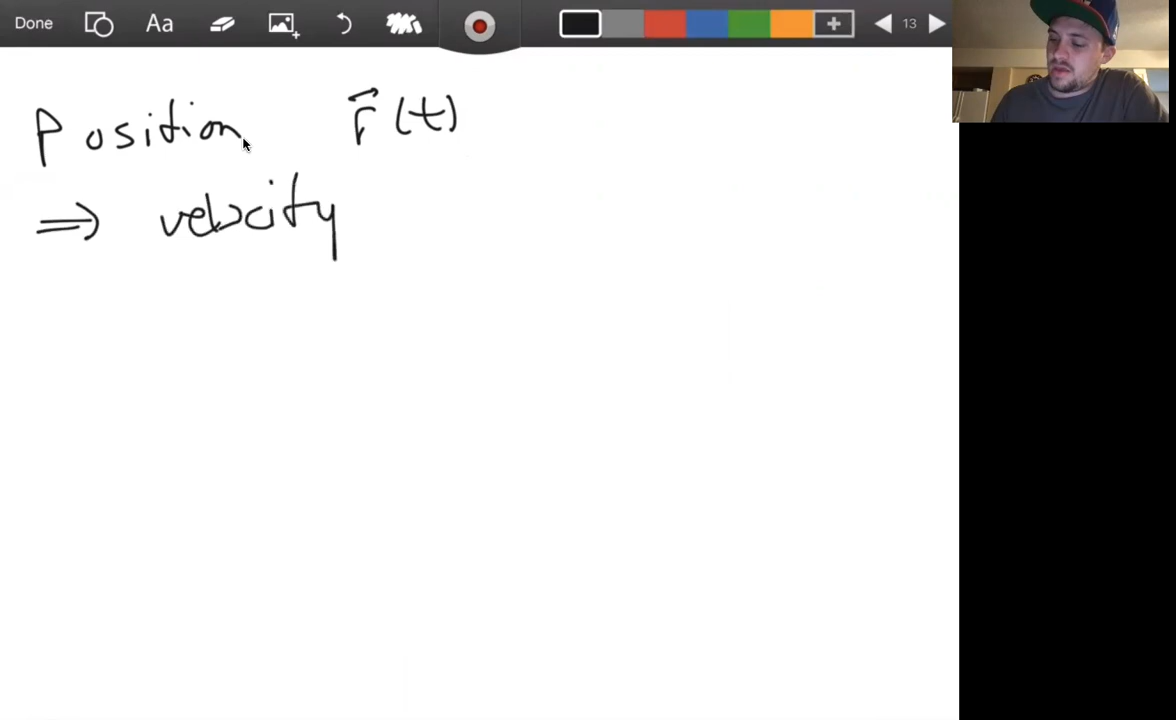 Done Aa 13
Position r⃗(t)
⇒ velocity